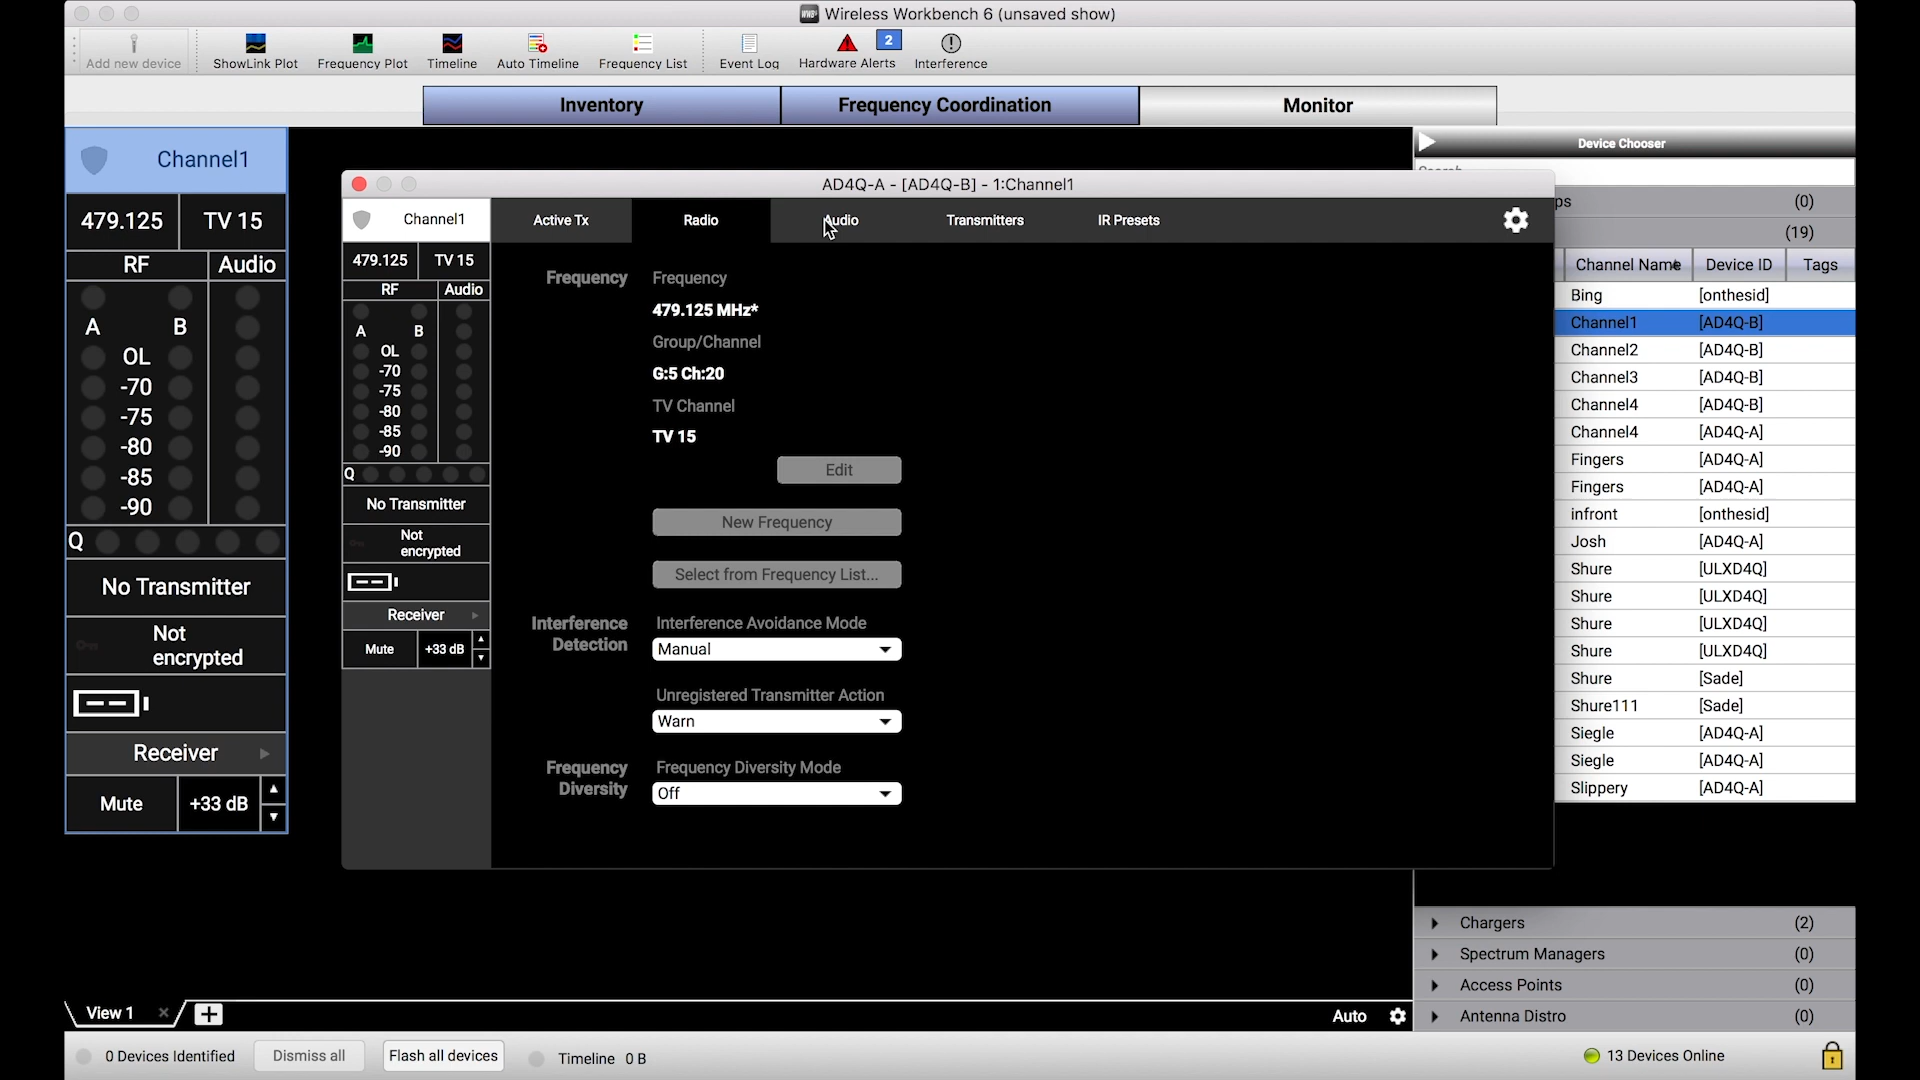 Wireless Workbench 6 (unsaved show)
Add new device
ShowLink Plot
Frequency Plot
Timeline
Auto Timeline
Frequency List
Event Log
Hardware Alerts
2
Interference
Inventory
Frequency Coordination
Monitor
Channel1
479.125
TV 15
RF
Audio
A
B
OL
-70
-75
-80
-85
-90
Q
No Transmitter
Not
encrypted
Receiver
Mute
+33 dB
AD4Q-A - [AD4Q-B] - 1:Channel1
Channel1
Active Tx
Radio
Audio
Transmitters
IR Presets
479.125
TV 15
RF
Audio
A
B
OL
-70
-75
-80
-85
-90
Q
No Transmitter
Not
encrypted
Receiver
Mute
+33 dB
Frequency
Frequency
479.125 MHz*
Group/Channel
G:5 Ch:20
TV Channel
TV 15
Edit
New Frequency
Select from Frequency List...
Interference
Detection
Interference Avoidance Mode
Manual
Unregistered Transmitter Action
Warn
Frequency
Diversity
Frequency Diversity Mode
Off
Device Chooser
ps (0)
(19)
Channel Name Device ID Tags
Bing [onthesid]
Channel1 [AD4Q-B]
Channel2 [AD4Q-B]
Channel3 [AD4Q-B]
Channel4 [AD4Q-B]
Channel4 [AD4Q-A]
Fingers [AD4Q-A]
Fingers [AD4Q-A]
infront [onthesid]
Josh [AD4Q-A]
Shure [ULXD4Q]
Shure [ULXD4Q]
Shure [ULXD4Q]
Shure [ULXD4Q]
Shure [Sade]
Shure111 [Sade]
Siegle [AD4Q-A]
Siegle [AD4Q-A]
Slippery [AD4Q-A]
Chargers (2)
Spectrum Managers (0)
Access Points (0)
Antenna Distro (0)
View 1
Auto
0 Devices Identified
Dismiss all
Flash all devices
Timeline 0 B
13 Devices Online